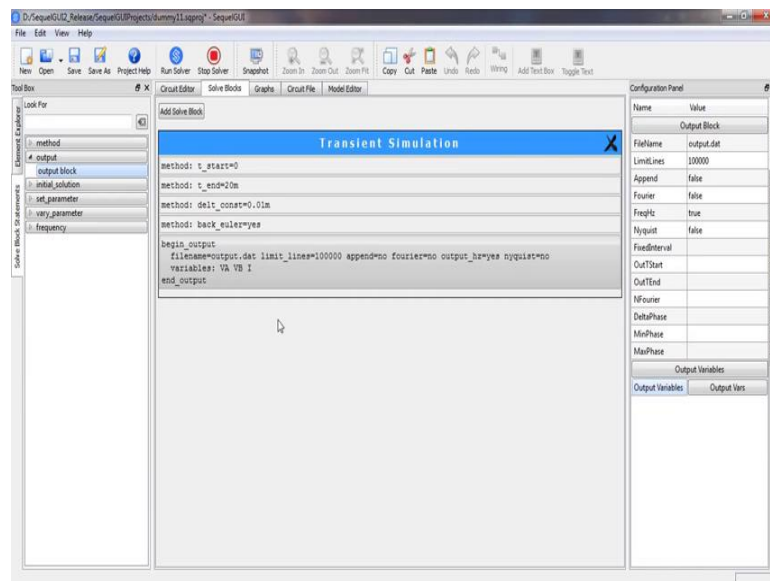 D:/SequelGUI2_Release/SequelGUIProjects/dummy11.sqproj* - SequelGUI
File Edit View Help
New Open Save Save As Project Help Run Solver Stop Solver Snapshot Zoom In Zoom Out Zoom Fit Copy Cut Paste Undo Redo Wiring Add Text Box Toggle Text
Tool Box
Circuit Editor Solve Blocks Graphs Circuit File Model Editor
Configuration Panel
Look For
Element Explorer
Solve Block Statements
method
output
output block
initial_solution
set_parameter
vary_parameter
frequency
Add Solve Block
Transient Simulation
method: t_start=0
method: t_end=20m
method: delt_const=0.01m
method: back_euler=yes
begin_output
filename=output.dat limit_lines=100000 append=no fourier=no output_hz=yes nyquist=no
variables: VA VB I
end_output
Name Value
Output Block
FileName output.dat
LimitLines 100000
Append false
Fourier false
FreqHz true
Nyquist false
FixedInterval
OutTStart
OutTEnd
NFourier
DeltaPhase
MinPhase
MaxPhase
Output Variables
Output Variables Output Vars